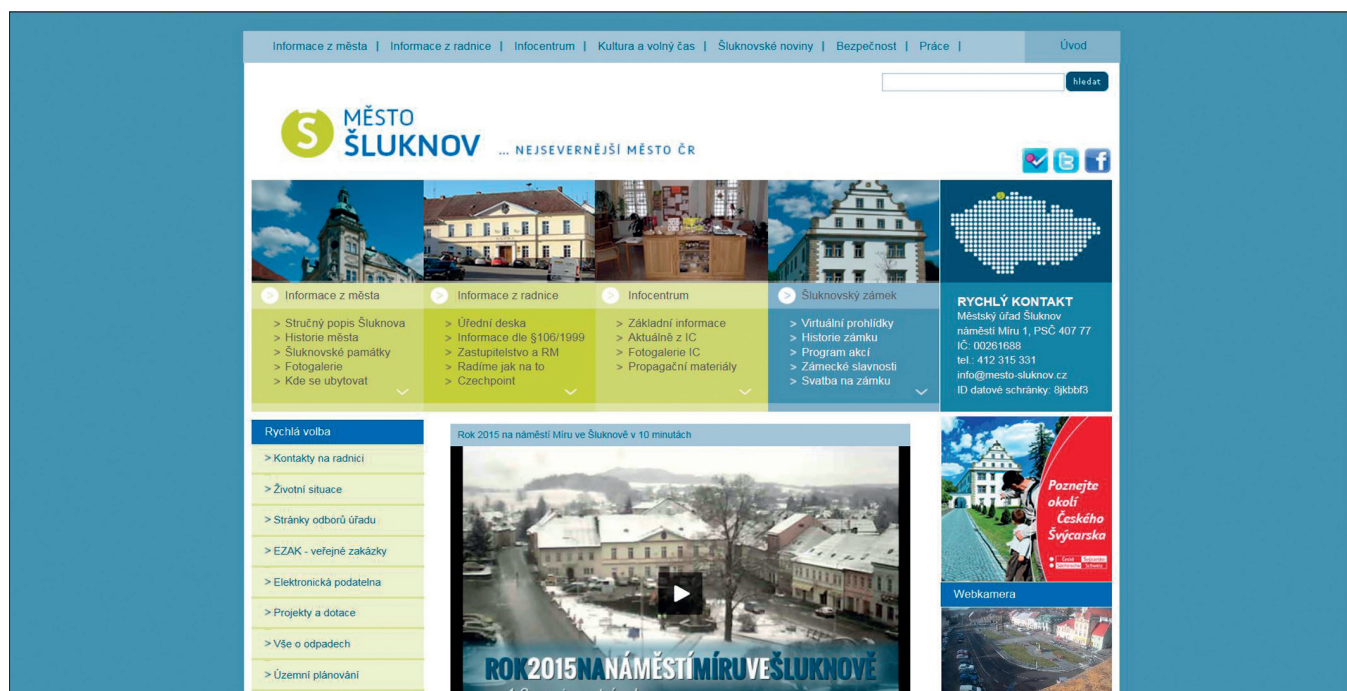 Informace z města | Informace z radnice | Infocentrum | Kultura a volný čas | Šluknovské noviny | Bezpečnost | Práce | Úvod
hledat
S
MĚSTO
ŠLUKNOV ... NEJSEVERNĚJŠÍ MĚSTO ČR
> Informace z města
> Stručný popis Šluknova
> Historie města
> Šluknovské památky
> Fotogalerie
> Kde se ubytovat
> Informace z radnice
> Úřední deska
> Informace dle §106/1999
> Zastupitelstvo a RM
> Radíme jak na to
> Czechpoint
> Infocentrum
> Základní informace
> Aktuálně z IC
> Fotogalerie IC
> Propagační materiály
> Šluknovský zámek
> Virtuální prohlídky
> Historie zámku
> Program akcí
> Zámecké slavnosti
> Svatba na zámku
RYCHLÝ KONTAKT
Městský úřad Šluknov
náměstí Míru 1, PSČ 407 77
IČ: 00261688
tel.: 412 315 331
info@mesto-sluknov.cz
ID datové schránky: 8jkbbf3
Rychlá volba
> Kontakty na radnici
> Životní situace
> Stránky odborů úřadu
> EZAK - veřejné zakázky
> Elektronická podatelna
> Projekty a dotace
> Vše o odpadech
> Územní plánování
Rok 2015 na náměstí Míru ve Šluknově v 10 minutách
ROK2015NANÁMĚSTÍMÍRUVEŠLUKNOVĚ
Poznejte
okolí
Českého
Švýcarska
Webkamera